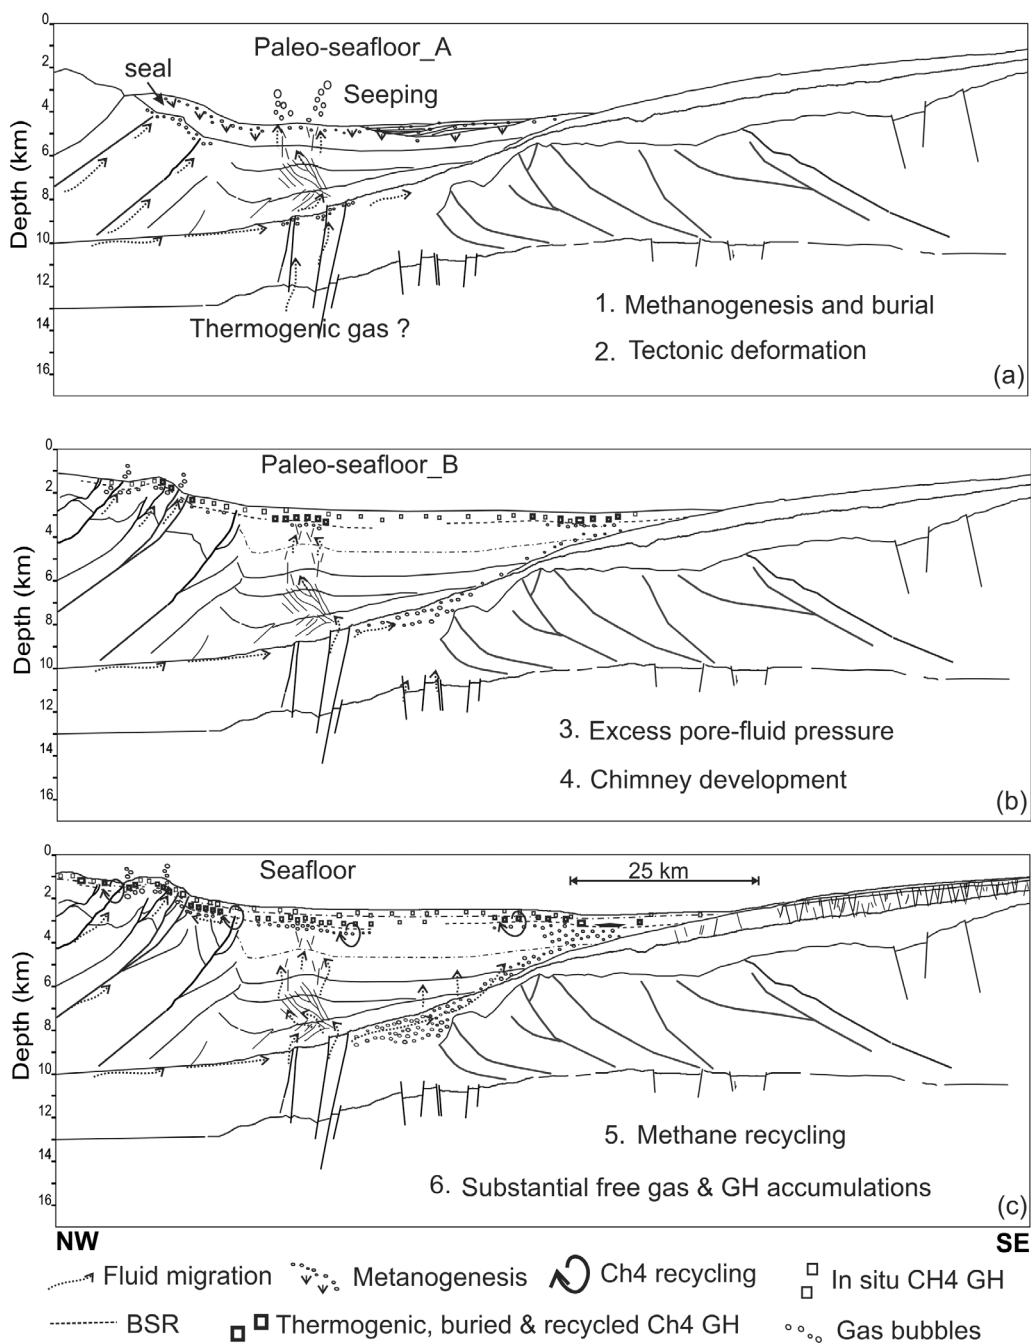 0
Paleo-seafloor_A
2
seal
Seeping
4
6
8
10
12
14
16
Depth (km)
Thermogenic gas ?
1. Methanogenesis and burial
2. Tectonic deformation
(a)
0
Paleo-seafloor_B
2
4
6
8
10
12
14
16
Depth (km)
3. Excess pore-fluid pressure
4. Chimney development
(b)
0
Seafloor
25 km
2
4
6
8
10
12
14
16
Depth (km)
5. Methane recycling
6. Substantial free gas & GH accumulations
(c)
NW
SE
Fluid migration
Metanogenesis
Ch4 recycling
In situ CH4 GH
BSR
Thermogenic, buried & recycled Ch4 GH
Gas bubbles